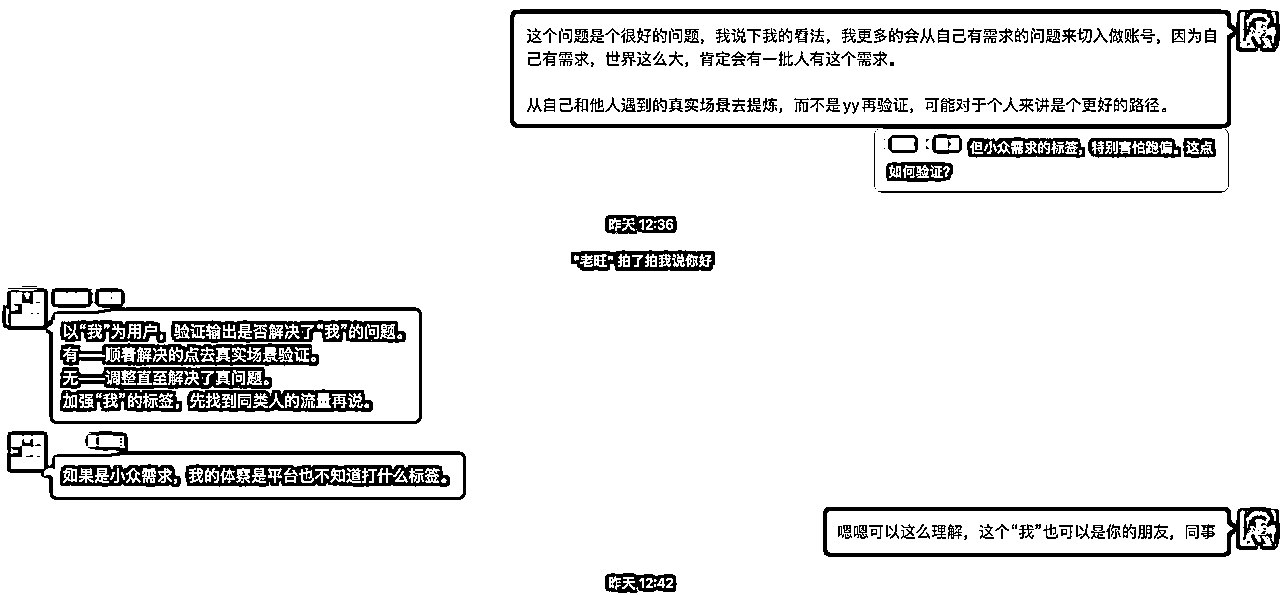 这个问题是个很好的问题，我说下我的看法，我更多的会从自己有需求的问题来切入做账号，因为自
己有需求，世界这么大，肯定会有一批人有这个需求。
从自己和他人遇到的真实场景去提炼，而不是yy再验证，可能对于个人来讲是个更好的路径。
但小众需求的标签，特别害怕跑偏。这点
如何验证？
昨天 12:36
"老旺" 拍了拍我说你好
以“我”为用户，验证输出是否解决了“我”的问题。
有——顺着解决的点去真实场景验证。
无——调整直至解决了真问题。
加强“我”的标签，先找到同类人的流量再说。
如果是小众需求，我的体察是平台也不知道打什么标签。
嗯嗯可以这么理解，这个“我”也可以是你的朋友，同事
昨天 12:42